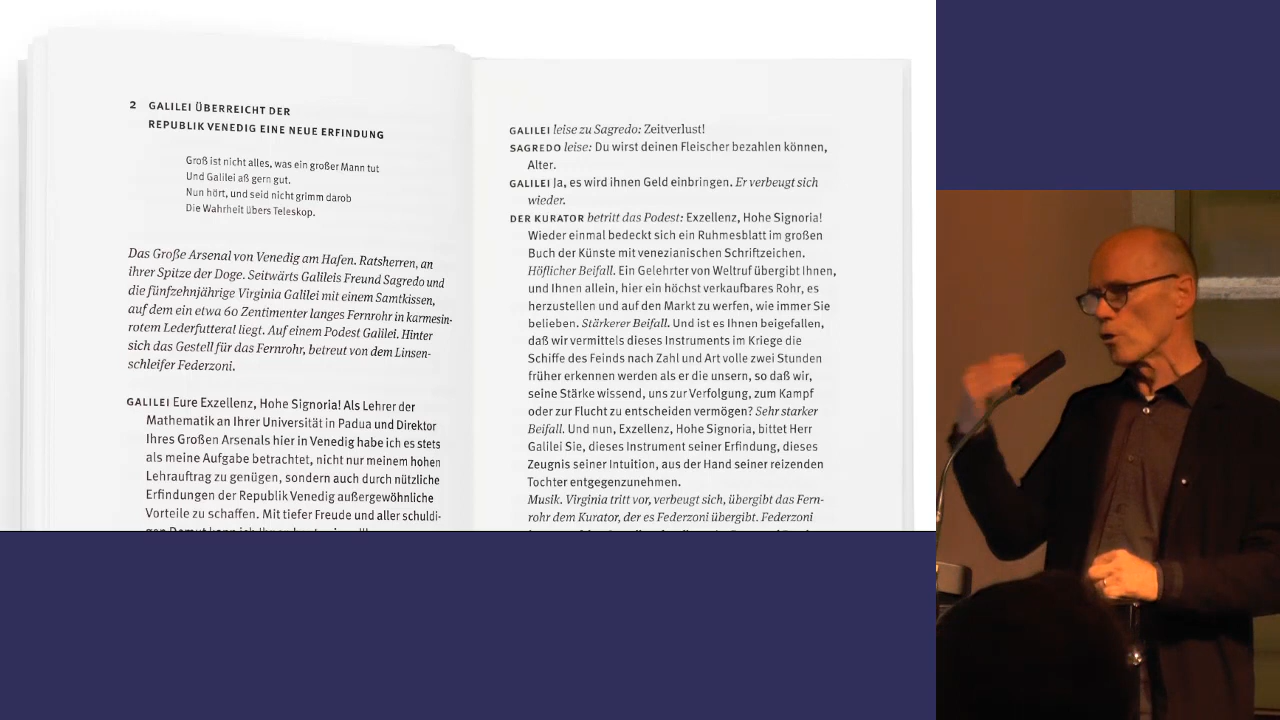 2 GALILEI ÜBERREICHT DER
REPUBLIK VENEDIG EINE NEUE ERFINDUNG
Groß ist nicht alles, was ein großer Mann tut
Und Galilei aß gern gut.
Nun hört, und seid nicht grimm darob
Die Wahrheit übers Teleskop.
Das Große Arsenal von Venedig am Hafen. Ratsherren, an
ihrer Spitze der Doge. Seitwärts Galileis Freund Sagredo und
die fünfzehnjährige Virginia Galilei mit einem Samtkissen,
auf dem ein etwa 60 Zentimenter langes Fernrohr in karmesin-
rotem Lederfutteral liegt. Auf einem Podest Galilei. Hinter
sich das Gestell für das Fernrohr, betreut von dem Linsen-
schleifer Federzoni.
GALILEI Eure Exzellenz, Hohe Signoria! Als Lehrer der
Mathematik an Ihrer Universität in Padua und Direktor
Ihres Großen Arsenals hier in Venedig habe ich es stets
als meine Aufgabe betrachtet, nicht nur meinem hohen
Lehrauftrag zu genügen, sondern auch durch nützliche
Erfindungen der Republik Venedig außergewöhnliche
Vorteile zu schaffen. Mit tiefer Freude und aller schuldi-
GALILEI leise zu Sagredo: Zeitverlust!
SAGREDO leise: Du wirst deinen Fleischer bezahlen können,
Alter.
GALILEI Ja, es wird ihnen Geld einbringen. Er verbeugt sich
wieder.
DER KURATOR betritt das Podest: Exzellenz, Hohe Signoria!
Wieder einmal bedeckt sich ein Ruhmesblatt im großen
Buch der Künste mit venezianischen Schriftzeichen.
Höflicher Beifall. Ein Gelehrter von Weltruf übergibt Ihnen,
und Ihnen allein, hier ein höchst verkaufbares Rohr, es
herzustellen und auf den Markt zu werfen, wie immer Sie
belieben. Stärkerer Beifall. Und ist es Ihnen beigefallen,
daß wir vermittels dieses Instruments im Kriege die
Schiffe des Feinds nach Zahl und Art volle zwei Stunden
früher erkennen werden als er die unsern, so daß wir,
seine Stärke wissend, uns zur Verfolgung, zum Kampf
oder zur Flucht zu entscheiden vermögen? Sehr starker
Beifall. Und nun, Exzellenz, Hohe Signoria, bittet Herr
Galilei Sie, dieses Instrument seiner Erfindung, dieses
Zeugnis seiner Intuition, aus der Hand seiner reizenden
Tochter entgegenzunehmen.
Musik. Virginia tritt vor, verbeugt sich, übergibt das Fern-
rohr dem Kurator, der es Federzoni übergibt. Federzoni